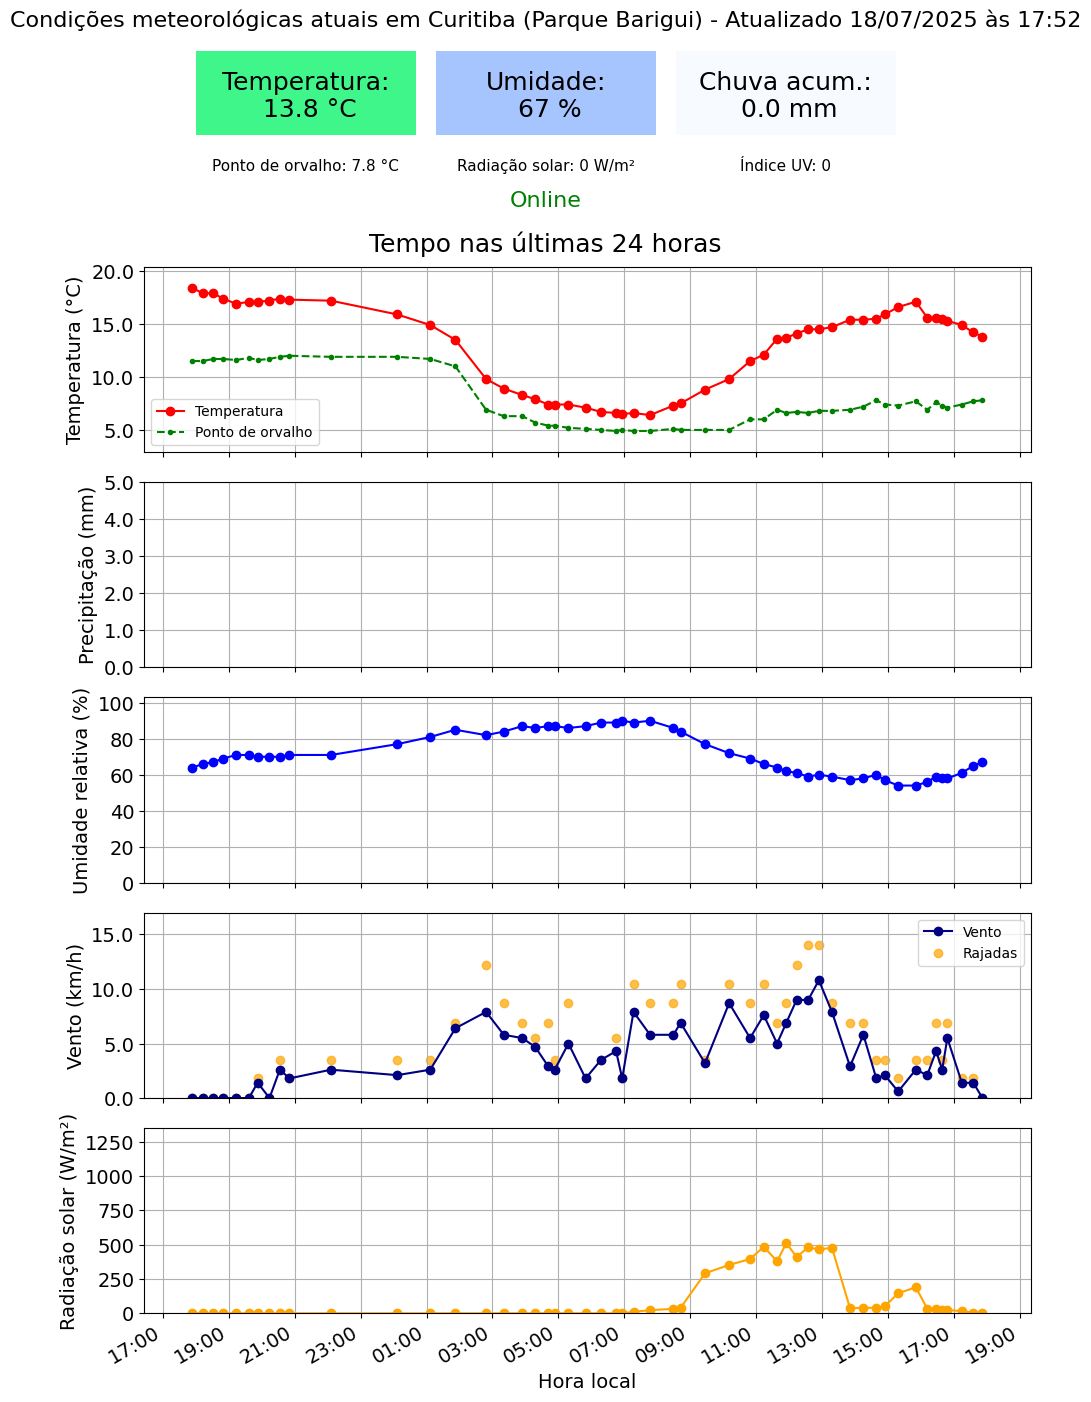 Condições meteorológicas atuais em Curitiba (Parque Barigui) - Atualizado 18/07/2025 às 17:52
Temperatura:
13.8 °C
Umidade:
67 %
Chuva acum.:
0.0 mm
Ponto de orvalho: 7.8 °C
Radiação solar: 0 W/m²
Índice UV: 0
Online
Tempo nas últimas 24 horas
Temperatura (°C)
20.0
15.0
10.0
5.0
Temperatura
Ponto de orvalho
Precipitação (mm)
5.0
4.0
3.0
2.0
1.0
0.0
Umidade relativa (%)
100
80
60
40
20
0
Vento (km/h)
15.0
10.0
5.0
0.0
Vento
Rajadas
Radiação solar (W/m²)
1250
1000
750
500
250
0
17:00
19:00
21:00
23:00
01:00
03:00
05:00
07:00
09:00
11:00
13:00
15:00
17:00
19:00
Hora local